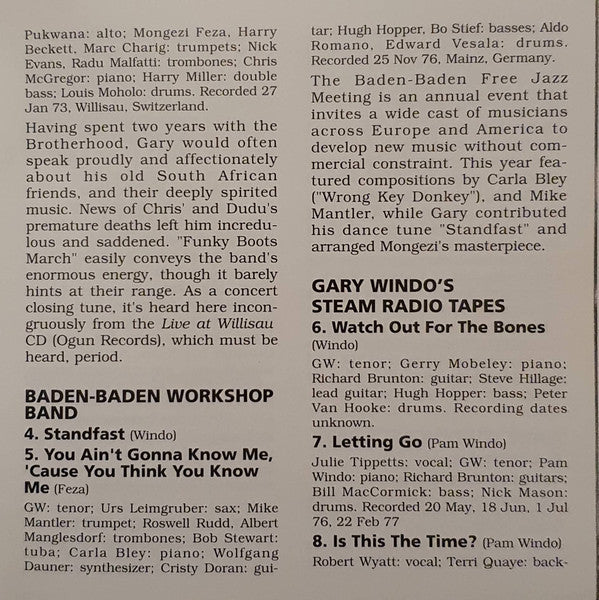 Pukwana: alto; Mongezi Feza, Harry
Beckett, Marc Charig: trumpets; Nick
Evans, Radu Malfatti: trombones; Chris
McGregor: piano; Harry Miller: double
bass; Louis Moholo: drums. Recorded 27
Jan 73, Willisau, Switzerland.
Having spent two years with the
Brotherhood, Gary would often
speak proudly and affectionately
about his old South African
friends, and their deeply spirited
music. News of Chris' and Dudu's
premature deaths left him incredu-
lous and saddened. "Funky Boots
March" easily conveys the band's
enormous energy, though it barely
hints at their range. As a concert
closing tune, it's heard here incon-
gruously from the Live at Willisau
CD (Ogun Records), which must be
heard, period.
BADEN-BADEN WORKSHOP
BAND
4. Standfast (Windo)
5. You Ain't Gonna Know Me,
'Cause You Think You Know
Me (Feza)
GW: tenor; Urs Leimgruber: sax; Mike
Mantler: trumpet; Roswell Rudd, Albert
Manglesdorf: trombones; Bob Stewart:
tuba; Carla Bley: piano; Wolfgang
Dauner: synthesizer; Cristy Doran: gui-
tar; Hugh Hopper, Bo Stief: basses; Aldo
Romano, Edward Vesala: drums.
Recorded 25 Nov 76, Mainz, Germany.
The Baden-Baden Free Jazz
Meeting is an annual event that
invites a wide cast of musicians
across Europe and America to
develop new music without com-
mercial constraint. This year fea-
tured compositions by Carla Bley
("Wrong Key Donkey"), and Mike
Mantler, while Gary contributed
his dance tune "Standfast" and
arranged Mongezi's masterpiece.
GARY WINDO'S
STEAM RADIO TAPES
6. Watch Out For The Bones
(Windo)
GW: tenor; Gerry Mobeley: piano;
Richard Brunton: guitar; Steve Hillage:
lead guitar; Hugh Hopper: bass; Peter
Van Hooke: drums. Recording dates
unknown.
7. Letting Go (Pam Windo)
Julie Tippetts: vocal; GW: tenor; Pam
Windo: piano; Richard Brunton: guitars;
Bill MacCormick: bass; Nick Mason:
drums. Recorded 20 May, 18 Jun, 1 Jul
76, 22 Feb 77
8. Is This The Time? (Pam Windo)
Robert Wyatt: vocal; Terri Quaye: back-